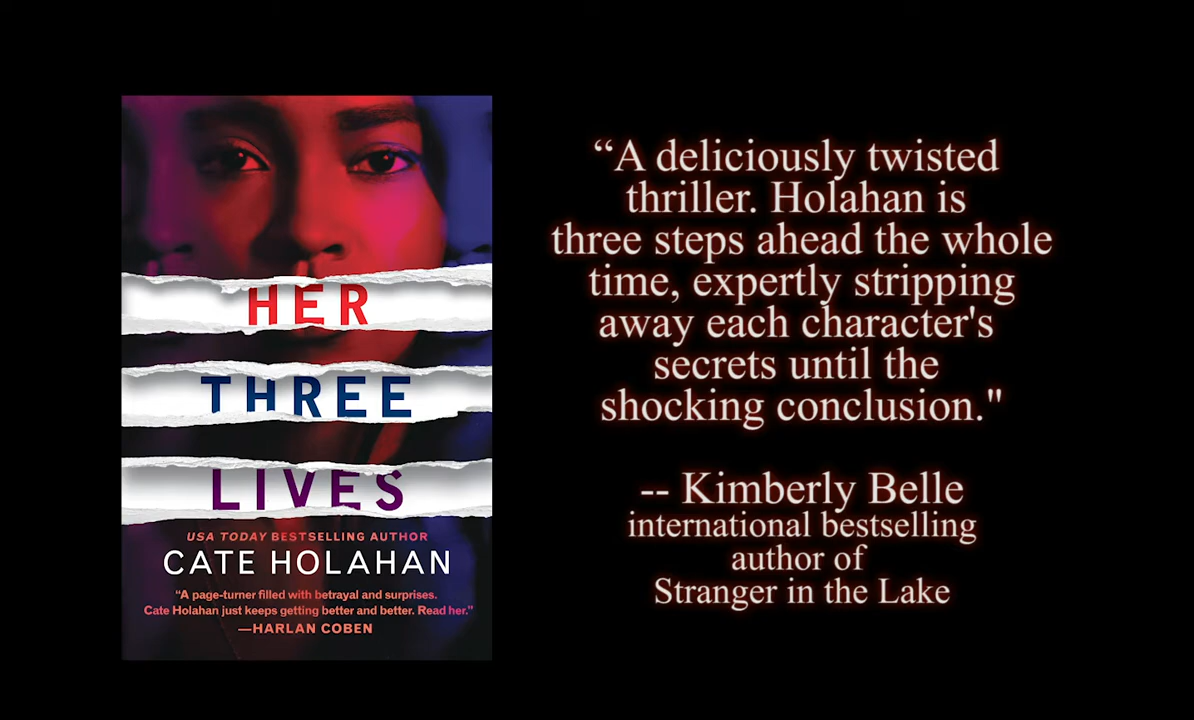 HER
THREE
LIVES
USA TODAY BESTSELLING AUTHOR
CATE HOLAHAN
“A page-turner filled with betrayal and surprises.
Cate Holahan just keeps getting better and better. Read her.”
—HARLAN COBEN
“A deliciously twisted
thriller. Holahan is
three steps ahead the whole
time, expertly stripping
away each character's
secrets until the
shocking conclusion."
-- Kimberly Belle
international bestselling
author of
Stranger in the Lake